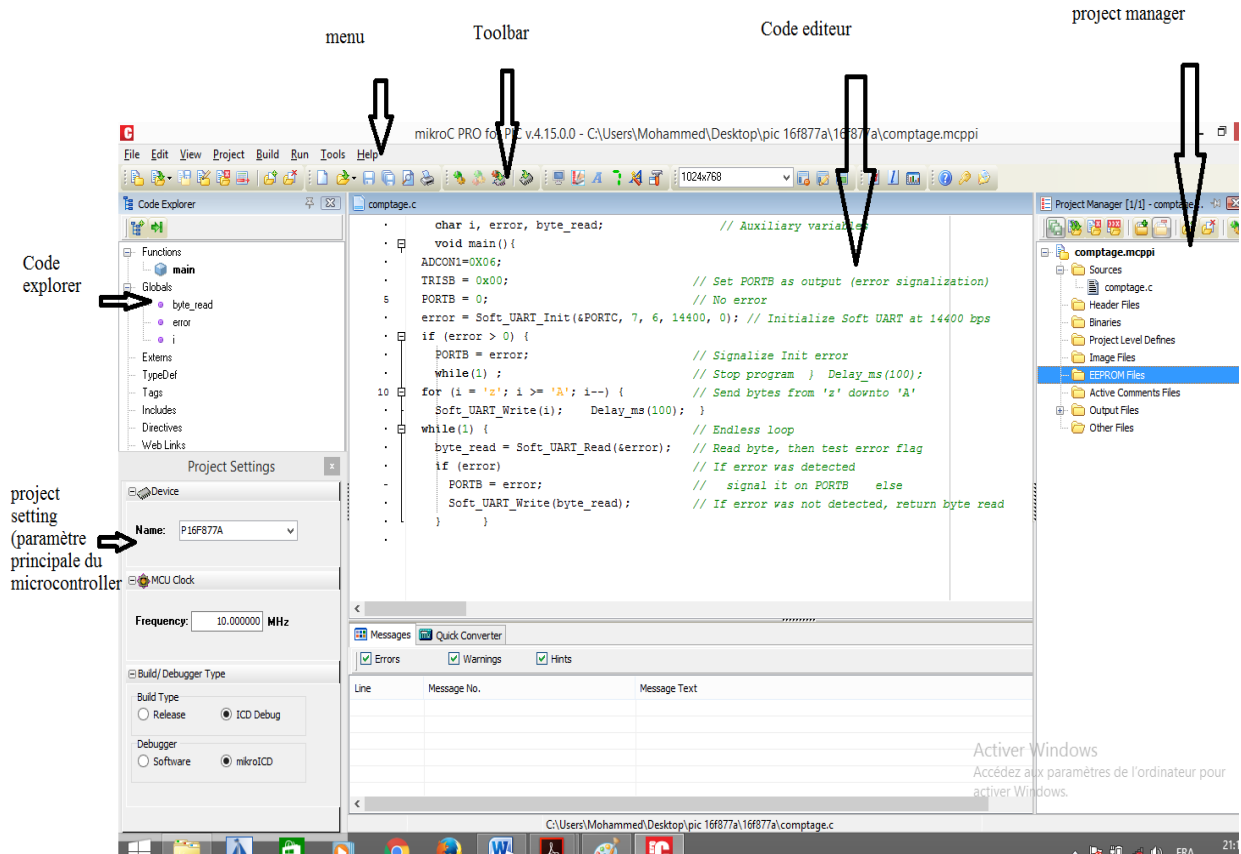 project manager
Code editeur
Toolbar
menu
mikroC PRO for PIC v.4.15.0.0 - C:\Users\Mohammed\Desktop\pic 16f877a\16f877a\comptage.mcppi
File Edit View Project Build Run Tools Help
1024x768
Code Explorer
Functions
main
Globals
byte_read
error
i
Externs
TypeDef
Tags
Includes
Directives
Web Links
Code
explorer
Project Settings
Device
Name: P16F877A
MCU Clock
Frequency: 10.000000 MHz
Build/Debugger Type
Build Type
Release ICD Debug
Debugger
Software mikroICD
project
setting
(paramètre
principale du
microcontroller
comptage.c
char i, error, byte_read; // Auxiliary variables
void main(){
ADCON1=0X06;
TRISB = 0x00; // Set PORTB as output (error signalization)
5 PORTB = 0; // No error
error = Soft_UART_Init(&PORTC, 7, 6, 14400, 0); // Initialize Soft UART at 14400 bps
if (error > 0) {
PORTB = error; // Signalize Init error
while(1) ; // Stop program } Delay_ms(100);
10 for (i = 'z'; i >= 'A'; i--) { // Send bytes from 'z' downto 'A'
Soft_UART_Write(i); Delay_ms(100); }
while(1) { // Endless loop
byte_read = Soft_UART_Read(&error); // Read byte, then test error flag
if (error) // If error was detected
PORTB = error; // signal it on PORTB else
Soft_UART_Write(byte_read); // If error was not detected, return byte read
} }
Messages Quick Converter
Errors Warnings Hints
Line Message No. Message Text
Project Manager [1/1] - comptage.
comptage.mcppi
Sources
comptage.c
Header Files
Binaries
Project Level Defines
Image Files
EEPROM Files
Active Comments Files
Output Files
Other Files
Activer Windows
Accédez aux paramètres de l'ordinateur pour
activer Windows.
C:\Users\Mohammed\Desktop\pic 16f877a\16f877a\comptage.c
FRA